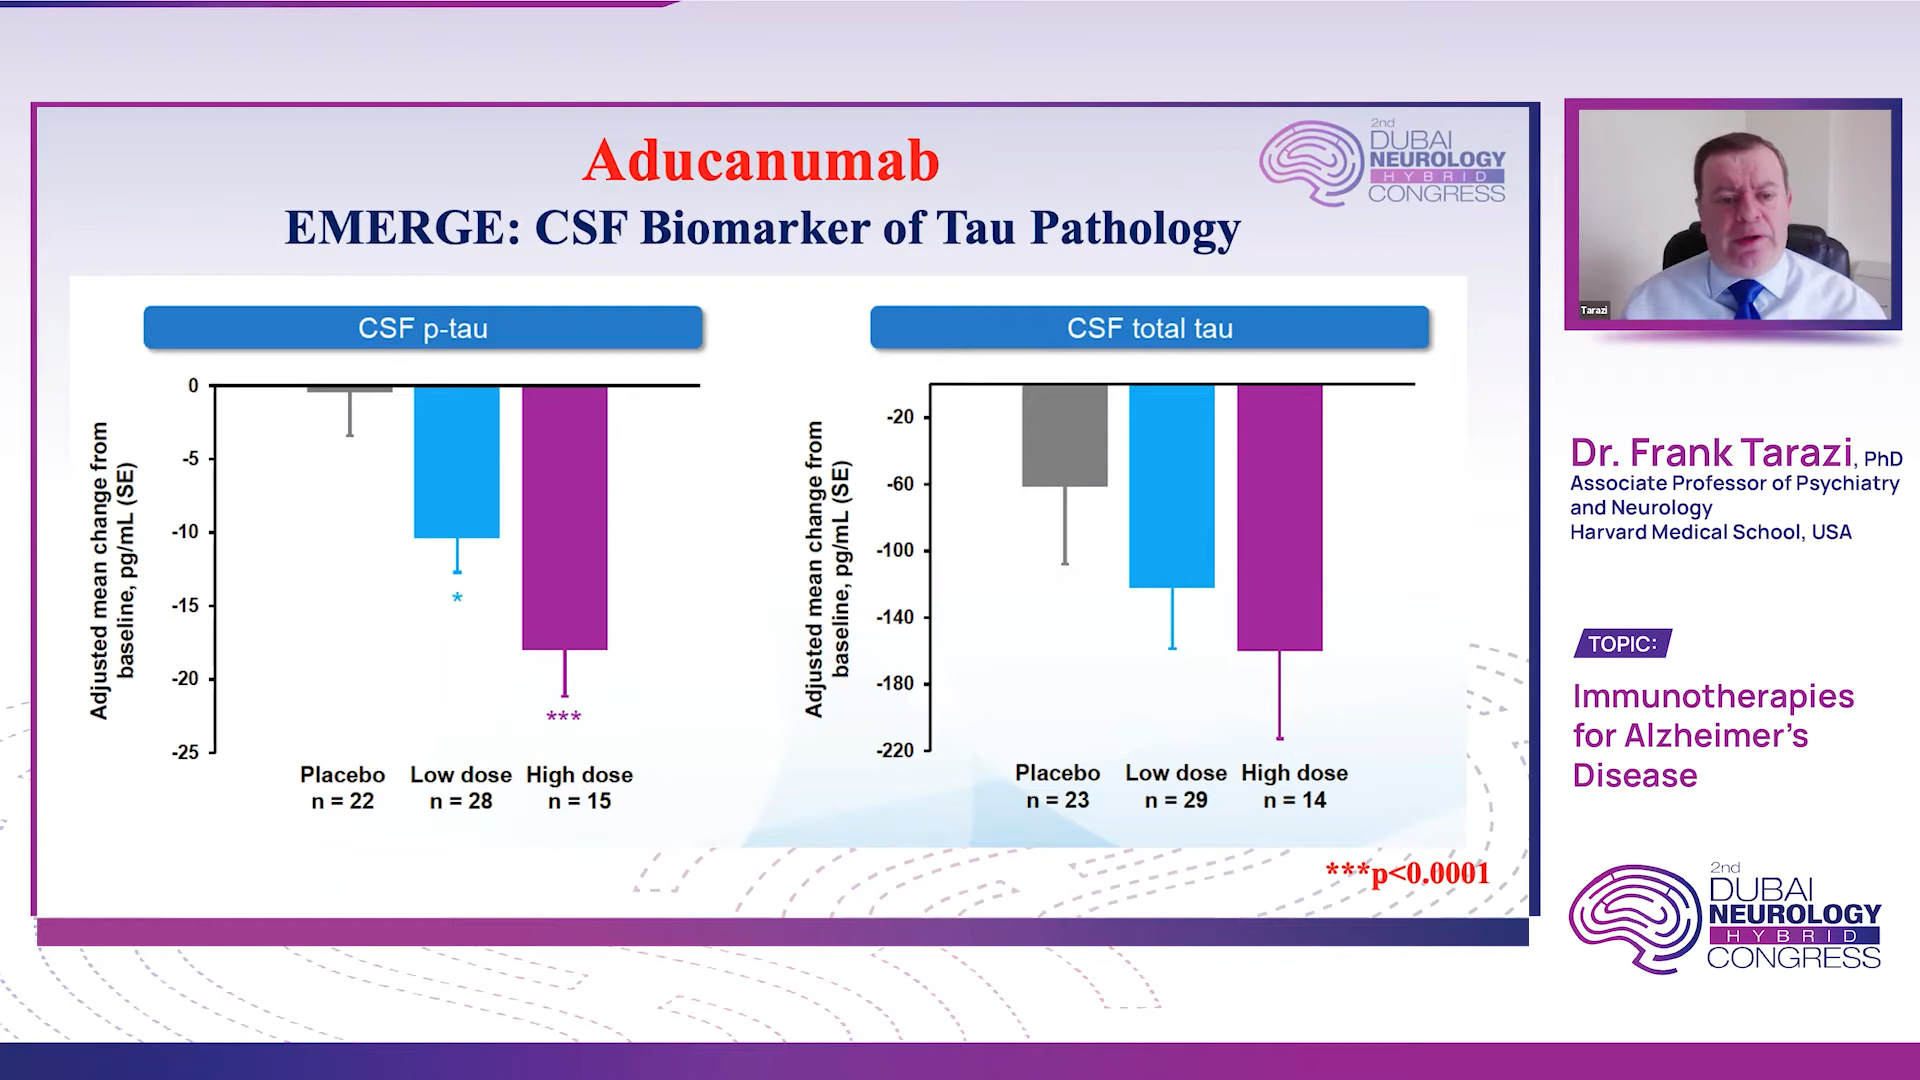 Aducanumab
EMERGE: CSF Biomarker of Tau Pathology
2nd
DUBAI
NEUROLOGY
HYBRID
CONGRESS
CSF p-tau
Adjusted mean change from
baseline, pg/mL (SE)
0
-5
-10
-15
-20
-25
*
***
Placebo
n = 22
Low dose
n = 28
High dose
n = 15
CSF total tau
Adjusted mean change from
baseline, pg/mL (SE)
-20
-60
-100
-140
-180
-220
Placebo
n = 23
Low dose
n = 29
High dose
n = 14
***p<0.0001
Tarazi
Dr. Frank Tarazi, PhD
Associate Professor of Psychiatry
and Neurology
Harvard Medical School, USA
TOPIC:
Immunotherapies
for Alzheimer's
Disease
2nd
DUBAI
NEUROLOGY
HYBRID
CONGRESS